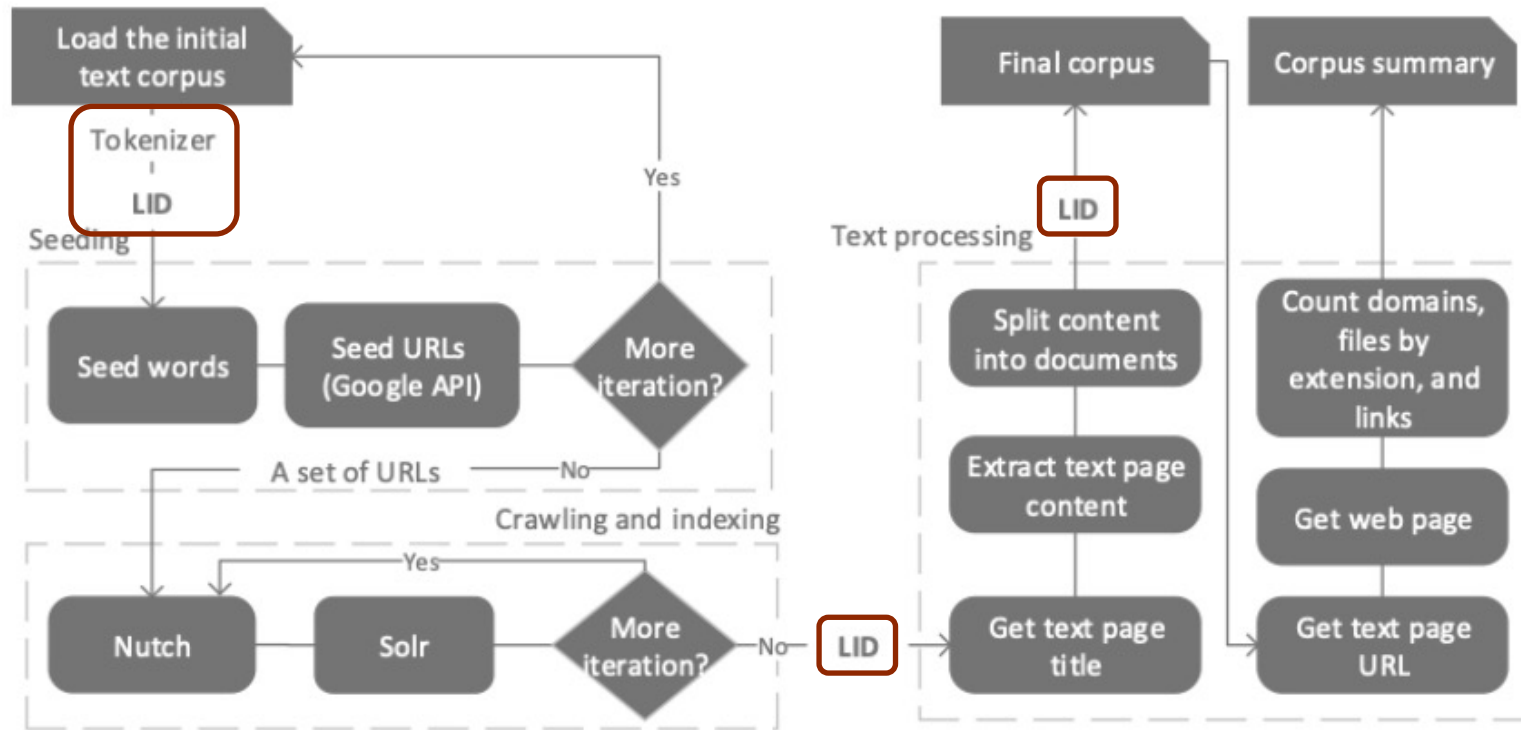 Load the initial
text corpus
Tokenizer
LID
Seeding
Seed words
Seed URLs
(Google API)
More
iteration?
Yes
No
A set of URLs
Crawling and indexing
Yes
Nutch
Solr
More
iteration?
No
LID
Text processing
Get text page
title
Extract text page
content
Split content
into documents
LID
Final corpus
Get text page
URL
Get web page
Count domains,
files by
extension, and
links
Corpus summary